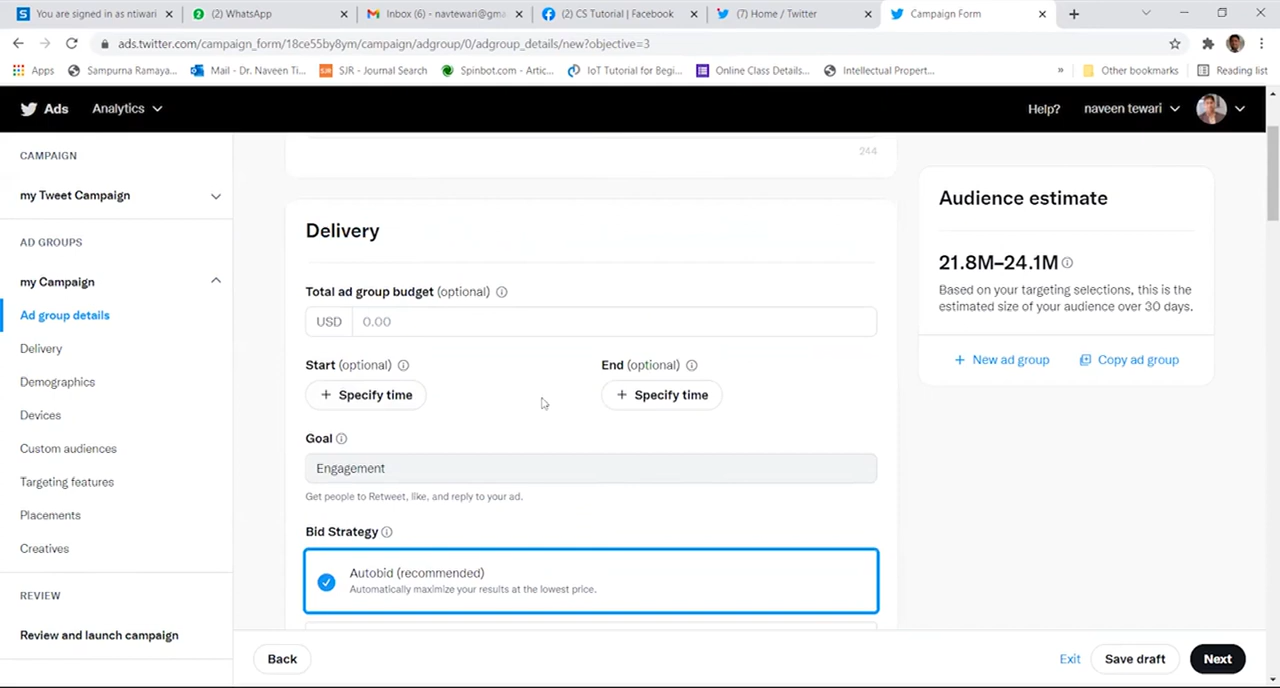 You are signed in as ntiwari
(2) WhatsApp
Inbox (6) - navtewari@gma
(2) CS Tutorial | Facebook
(7) Home / Twitter
Campaign Form
ads.twitter.com/campaign_form/18ce55by8ym/campaign/adgroup/0/adgroup_details/new?objective=3
Apps
Sampurna Ramaya...
Mail - Dr. Naveen Ti...
SJR - Journal Search
Spinbot.com - Artic...
IoT Tutorial for Begi...
Online Class Details...
Intellectual Propert...
»
Other bookmarks
Reading list
Ads
Analytics
Help?
naveen tewari
CAMPAIGN
my Tweet Campaign
AD GROUPS
my Campaign
Ad group details
Delivery
Demographics
Devices
Custom audiences
Targeting features
Placements
Creatives
REVIEW
Review and launch campaign
244
Delivery
Total ad group budget (optional)
USD 0.00
Start (optional)
End (optional)
+ Specify time
+ Specify time
Goal
Engagement
Get people to Retweet, like, and reply to your ad.
Bid Strategy
Autobid (recommended)
Automatically maximize your results at the lowest price.
Audience estimate
21.8M–24.1M
Based on your targeting selections, this is the
estimated size of your audience over 30 days.
+ New ad group
Copy ad group
Back
Exit
Save draft
Next